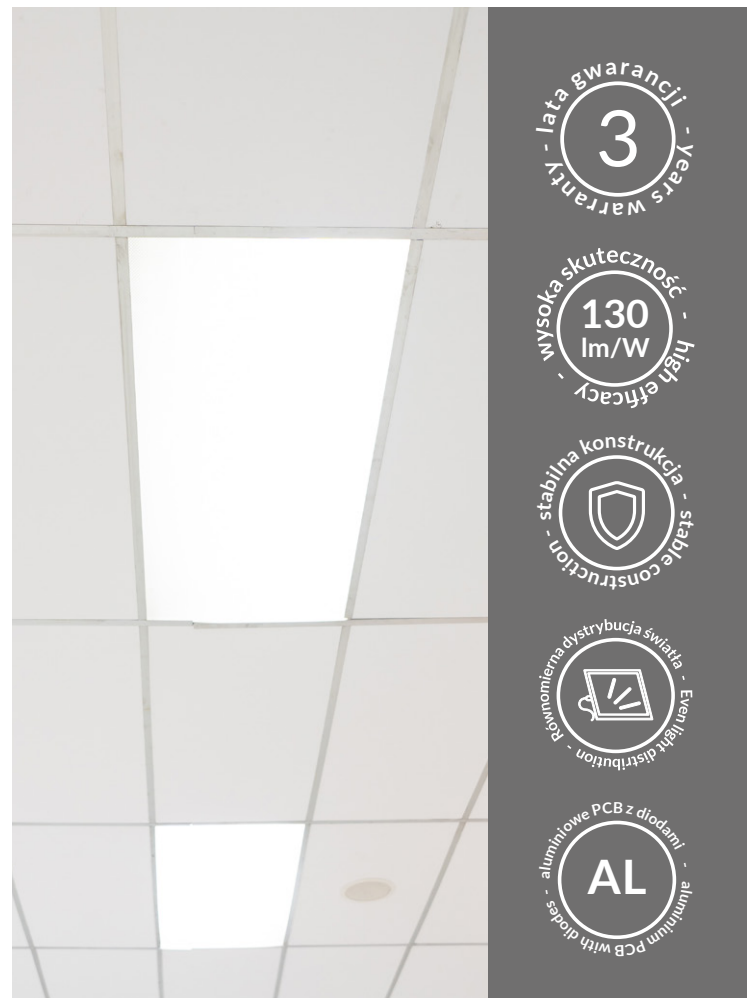 lata gwarancji - years warranty -
3
wysoka skuteczność - high efficacy -
130
lm/W
stabilna konstrukcja - stable construction -
Równomierna dystrybucja światła - Even light distribution -
aluminiowe PCB z diodami - aluminium PCB with diodes -
AL